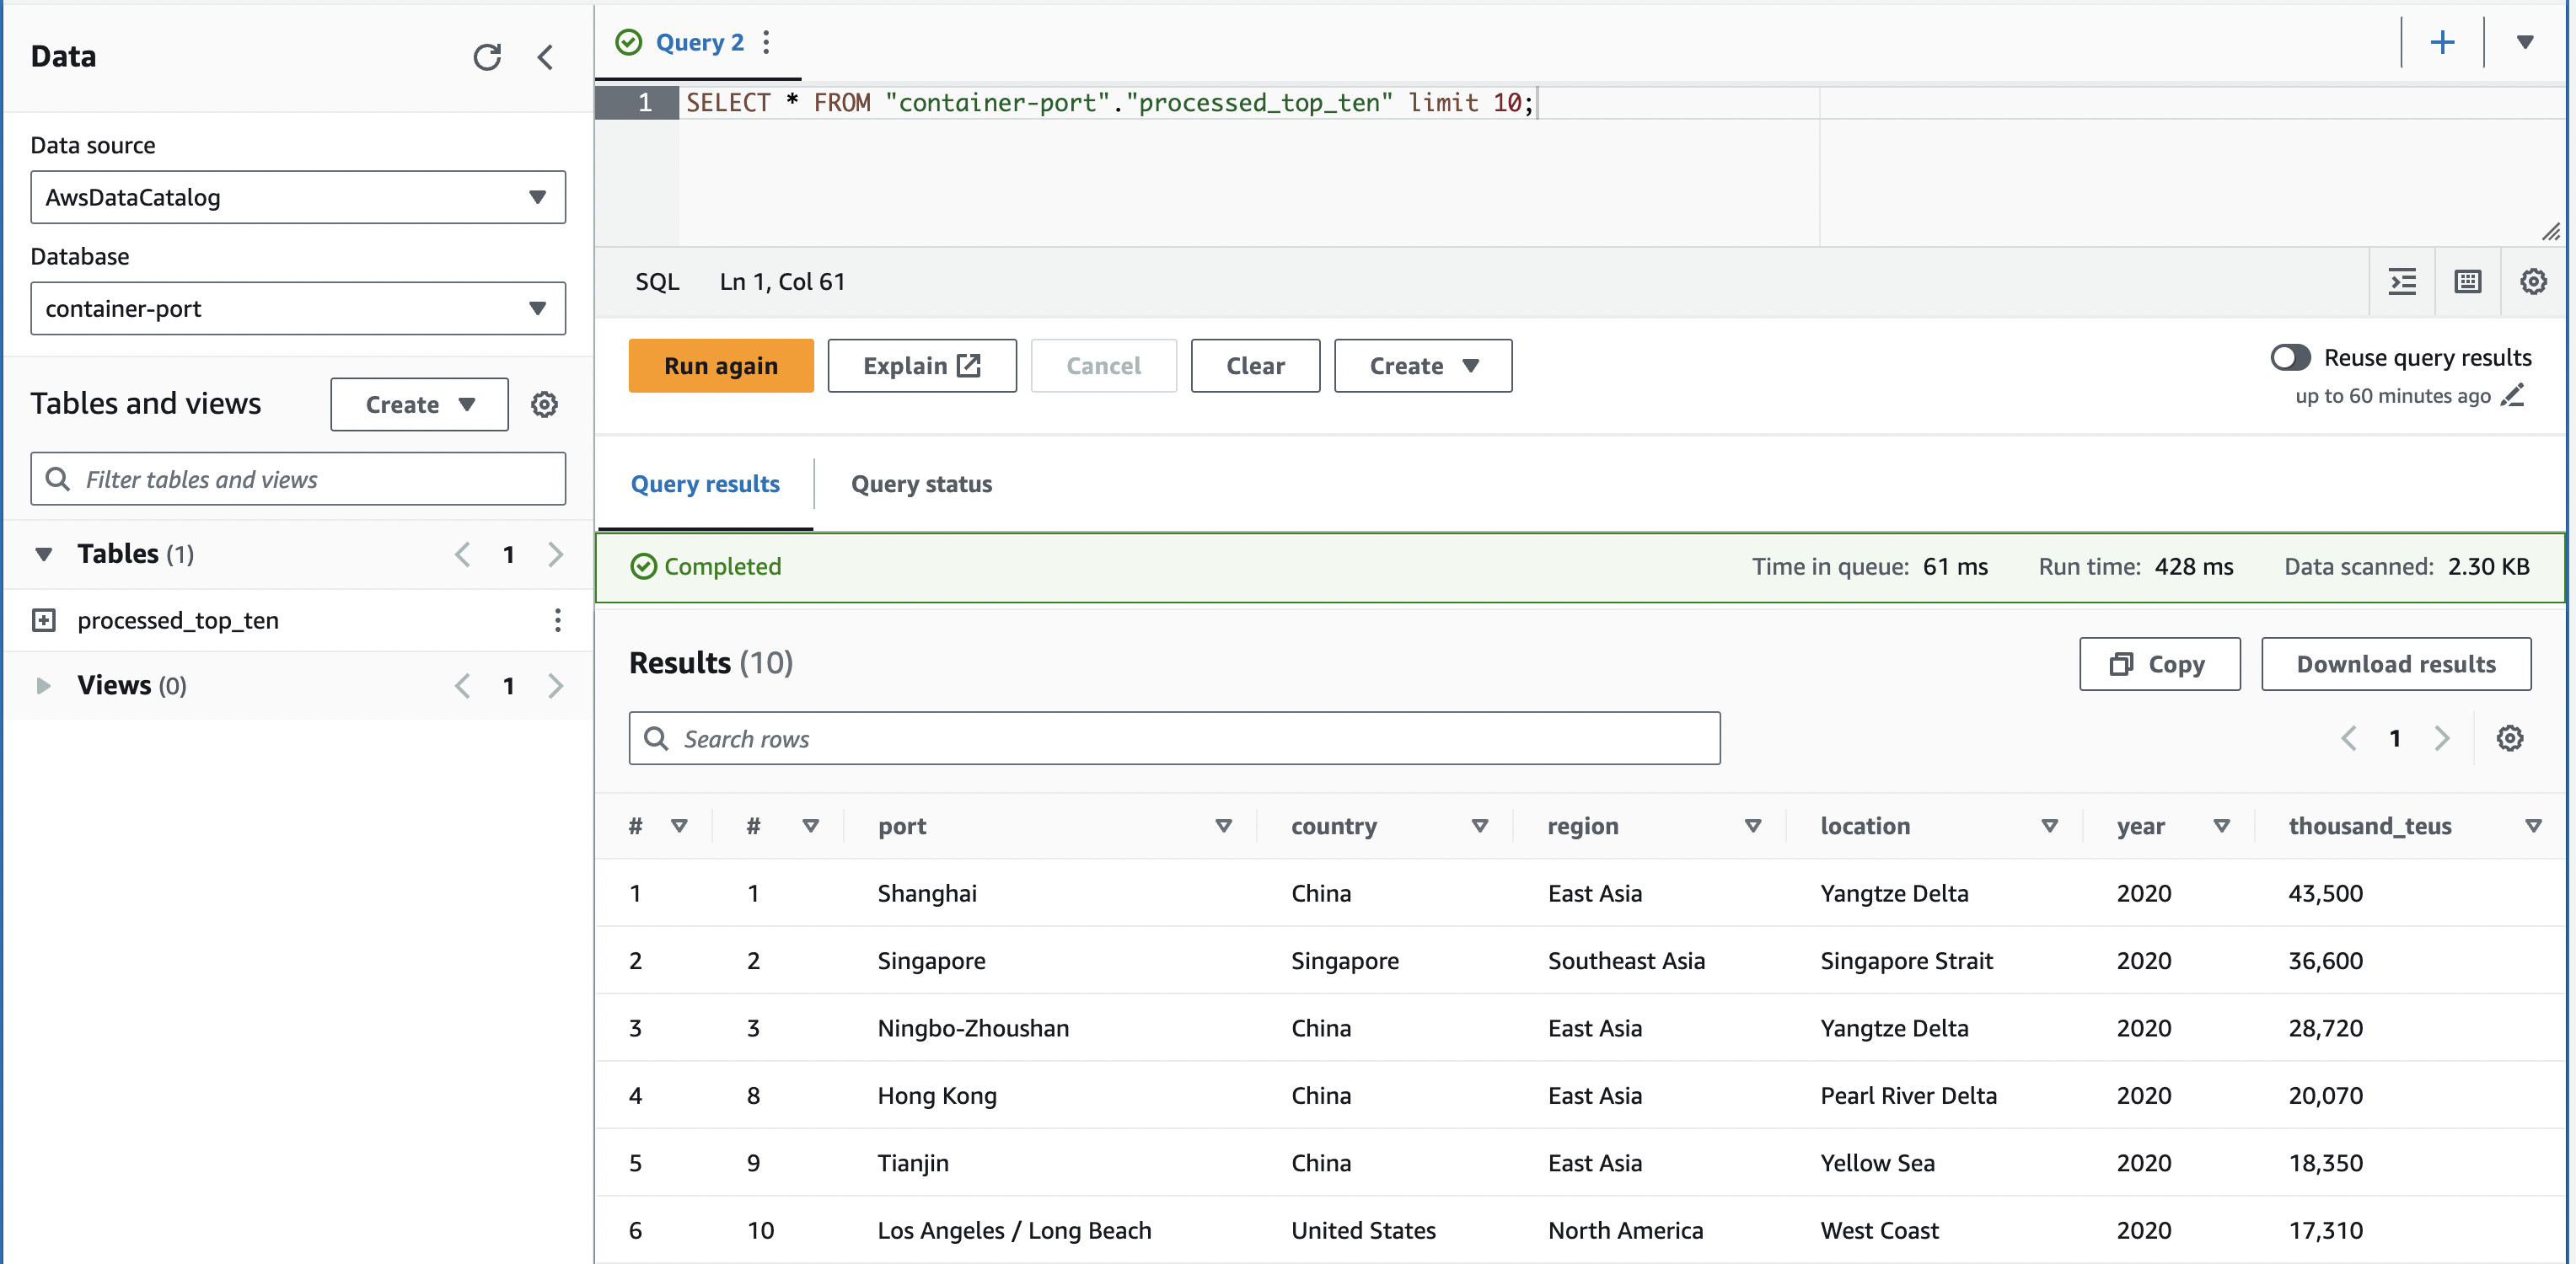 Data
Data source
AwsDataCatalog
Database
container-port
Tables and views
Create
Filter tables and views
Tables (1)
1
processed_top_ten
Views (0)
1
Query 2
1 SELECT * FROM "container-port"."processed_top_ten" limit 10;
SQL Ln 1, Col 61
Run again Explain Cancel Clear Create
Reuse query results
up to 60 minutes ago
Query results Query status
Completed Time in queue: 61 ms Run time: 428 ms Data scanned: 2.30 KB
Results (10) Copy Download results
Search rows 1
# # port country region location year thousand_teus
1 1 Shanghai China East Asia Yangtze Delta 2020 43,500
2 2 Singapore Singapore Southeast Asia Singapore Strait 2020 36,600
3 3 Ningbo-Zhoushan China East Asia Yangtze Delta 2020 28,720
4 8 Hong Kong China East Asia Pearl River Delta 2020 20,070
5 9 Tianjin China East Asia Yellow Sea 2020 18,350
6 10 Los Angeles / Long Beach United States North America West Coast 2020 17,310